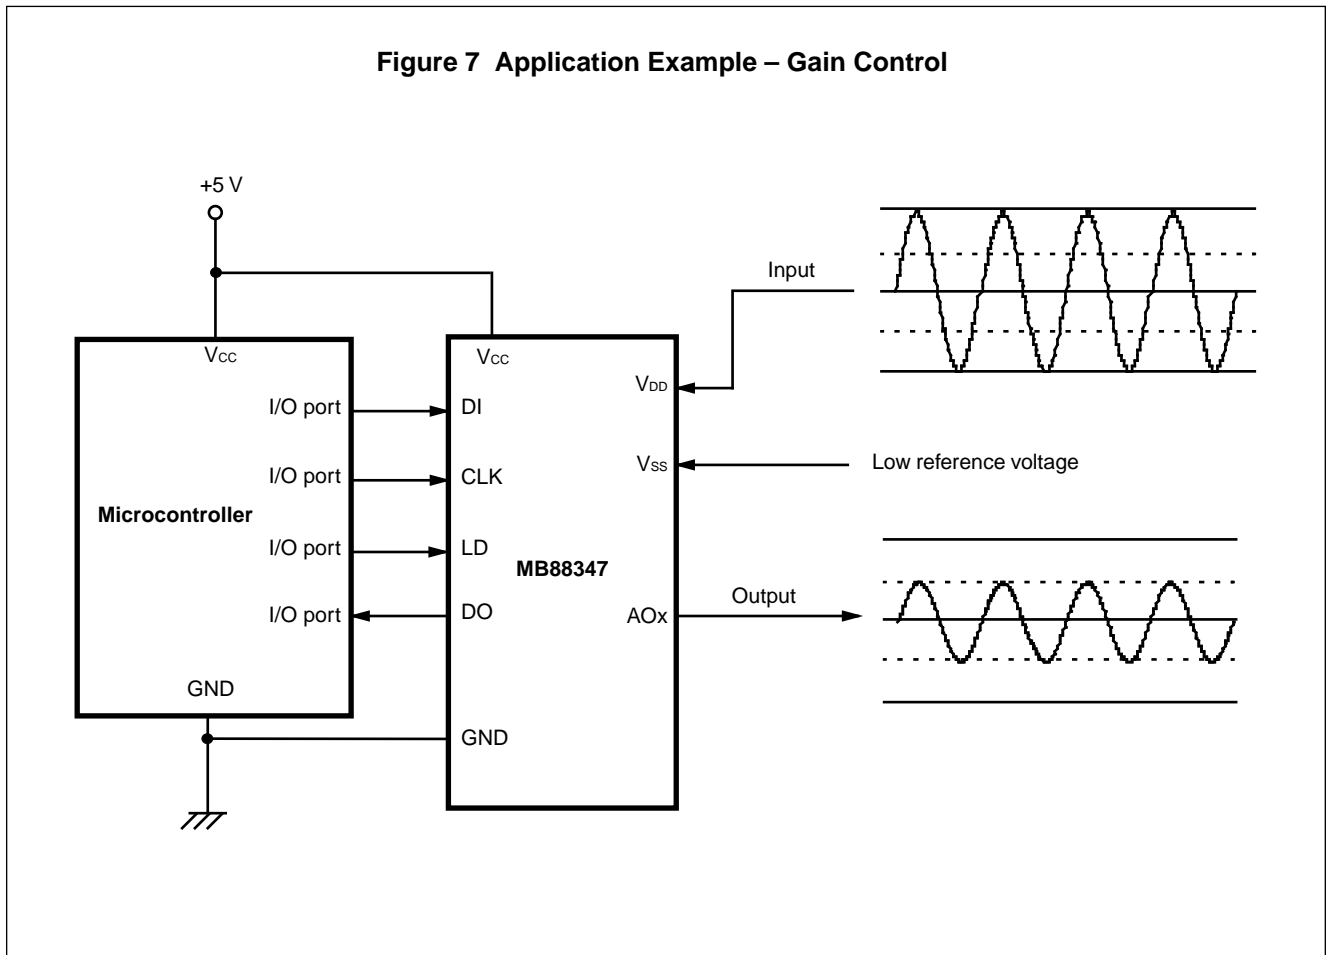 Figure 7 Application Example – Gain Control
+5 V
Input
VCC
VCC
VDD
I/O port
DI
VSS
Low reference voltage
I/O port
CLK
Microcontroller
I/O port
LD
MB88347
Output
I/O port
DO
AOx
GND
GND